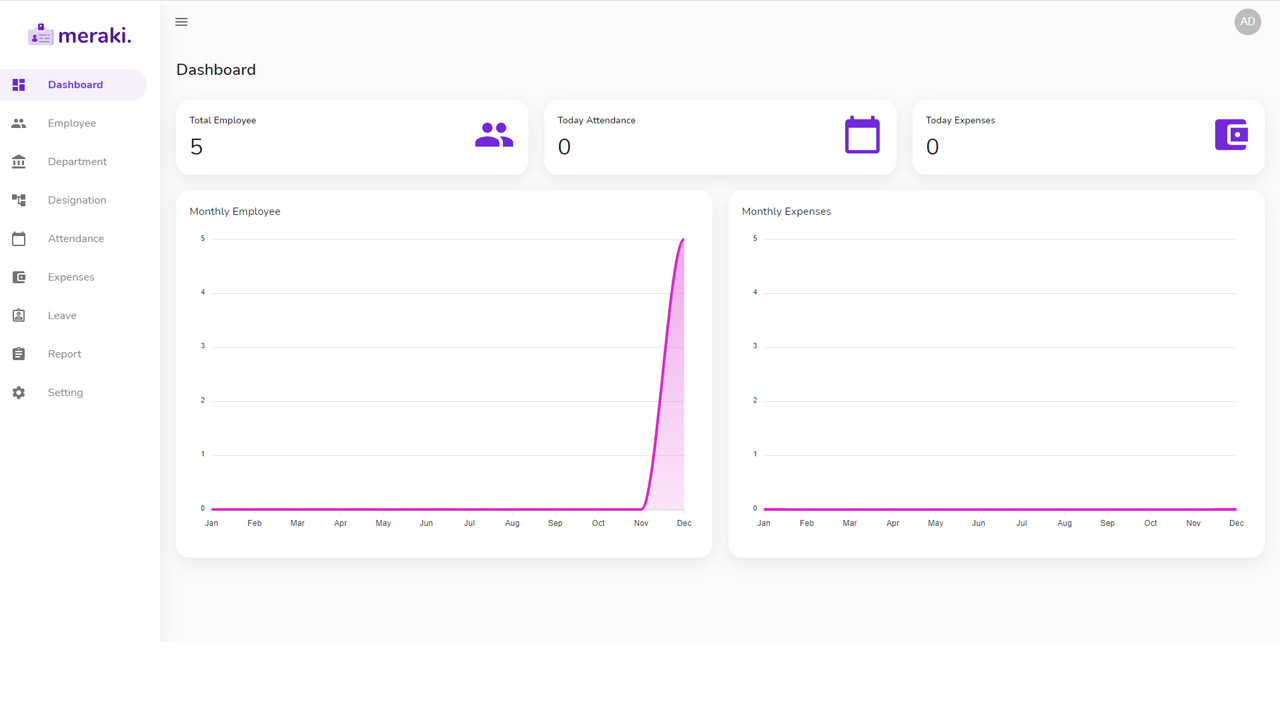 meraki.
AD
Dashboard
Employee
Department
Designation
Attendance
Expenses
Leave
Report
Setting
Dashboard
Total Employee
5
Today Attendance
0
Today Expenses
0
Monthly Employee
5
4
3
2
1
0
Jan Feb Mar Apr May Jun Jul Aug Sep Oct Nov Dec
Monthly Expenses
5
4
3
2
1
0
Jan Feb Mar Apr May Jun Jul Aug Sep Oct Nov Dec